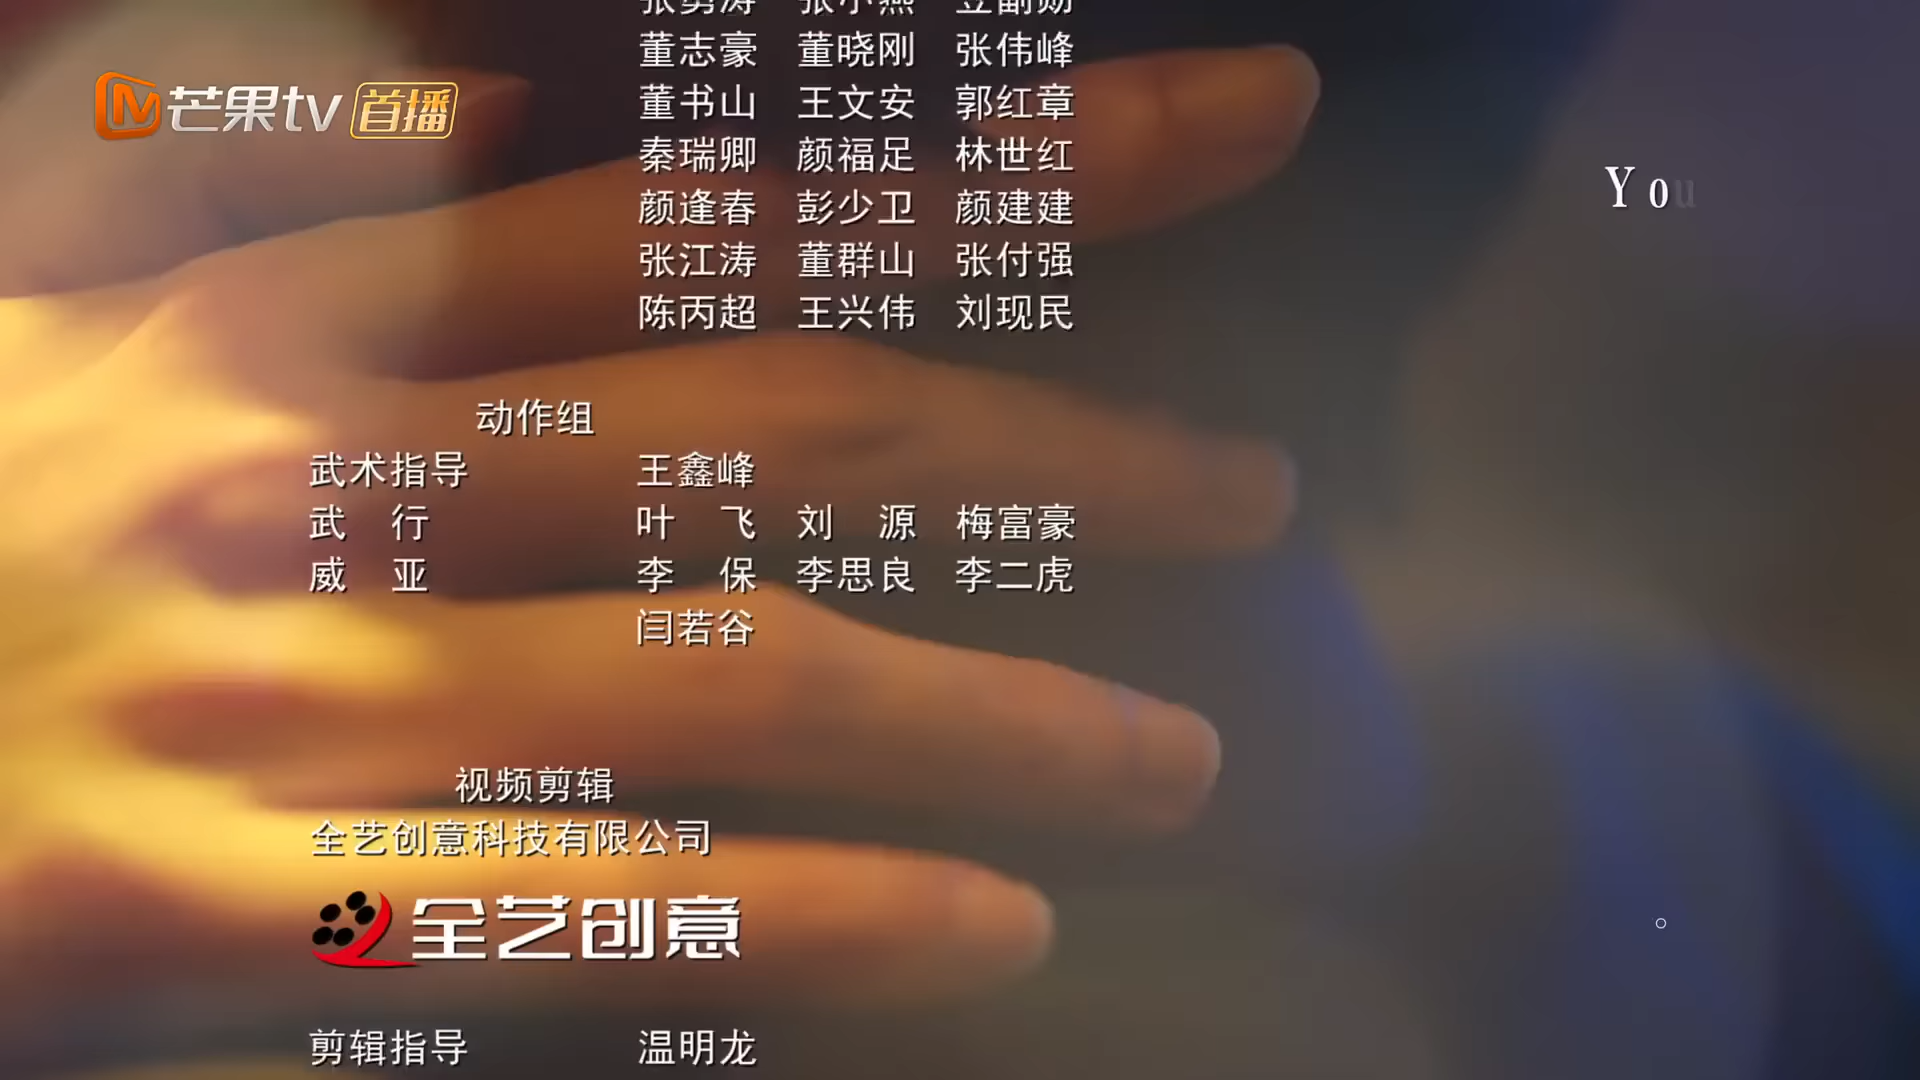 张勇涛 张小燕
董志豪 董晓刚 张伟峰
芒果tv 首播
董书山 王文安 郭红章
秦瑞卿 颜福足 林世红
You
颜逢春 彭少卫 颜建建
张江涛 董群山 张付强
陈丙超 王兴伟 刘现民
动作组
武术指导 王鑫峰
武 行 叶 飞 刘 源 梅富豪
威 亚 李 保 李思良 李二虎
闫若谷
视频剪辑
全艺创意科技有限公司
全艺创意
剪辑指导 温明龙